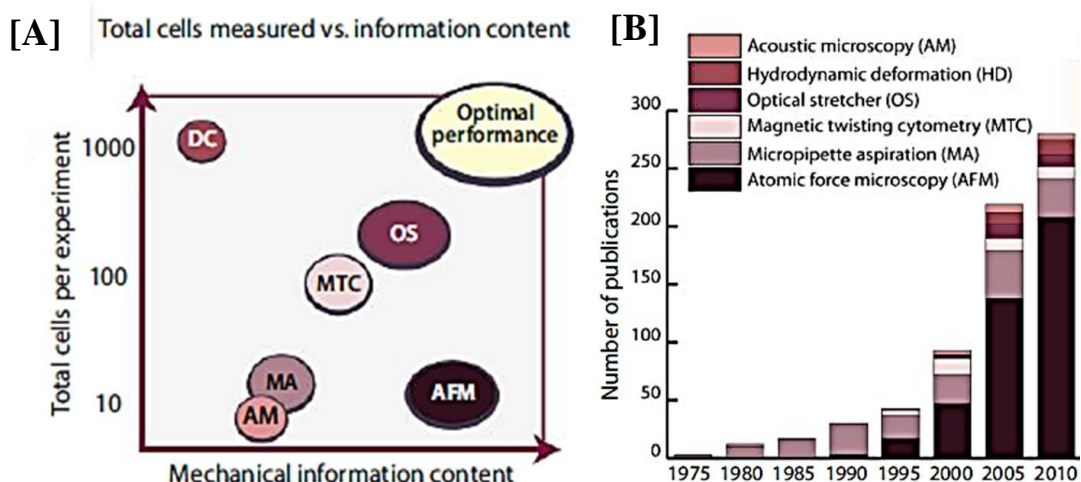 [A]
Total cells measured vs. information content
Total cells per experiment
1000
100
10
DC
Optimal
performance
OS
MTC
MA
AM
AFM
Mechanical information content
[B]
Acoustic microscopy (AM)
Hydrodynamic deformation (HD)
Optical stretcher (OS)
Magnetic twisting cytometry (MTC)
Micropipette aspiration (MA)
Atomic force microscopy (AFM)
Number of publications
300
250
200
150
100
50
0
1975 1980 1985 1990 1995 2000 2005 2010